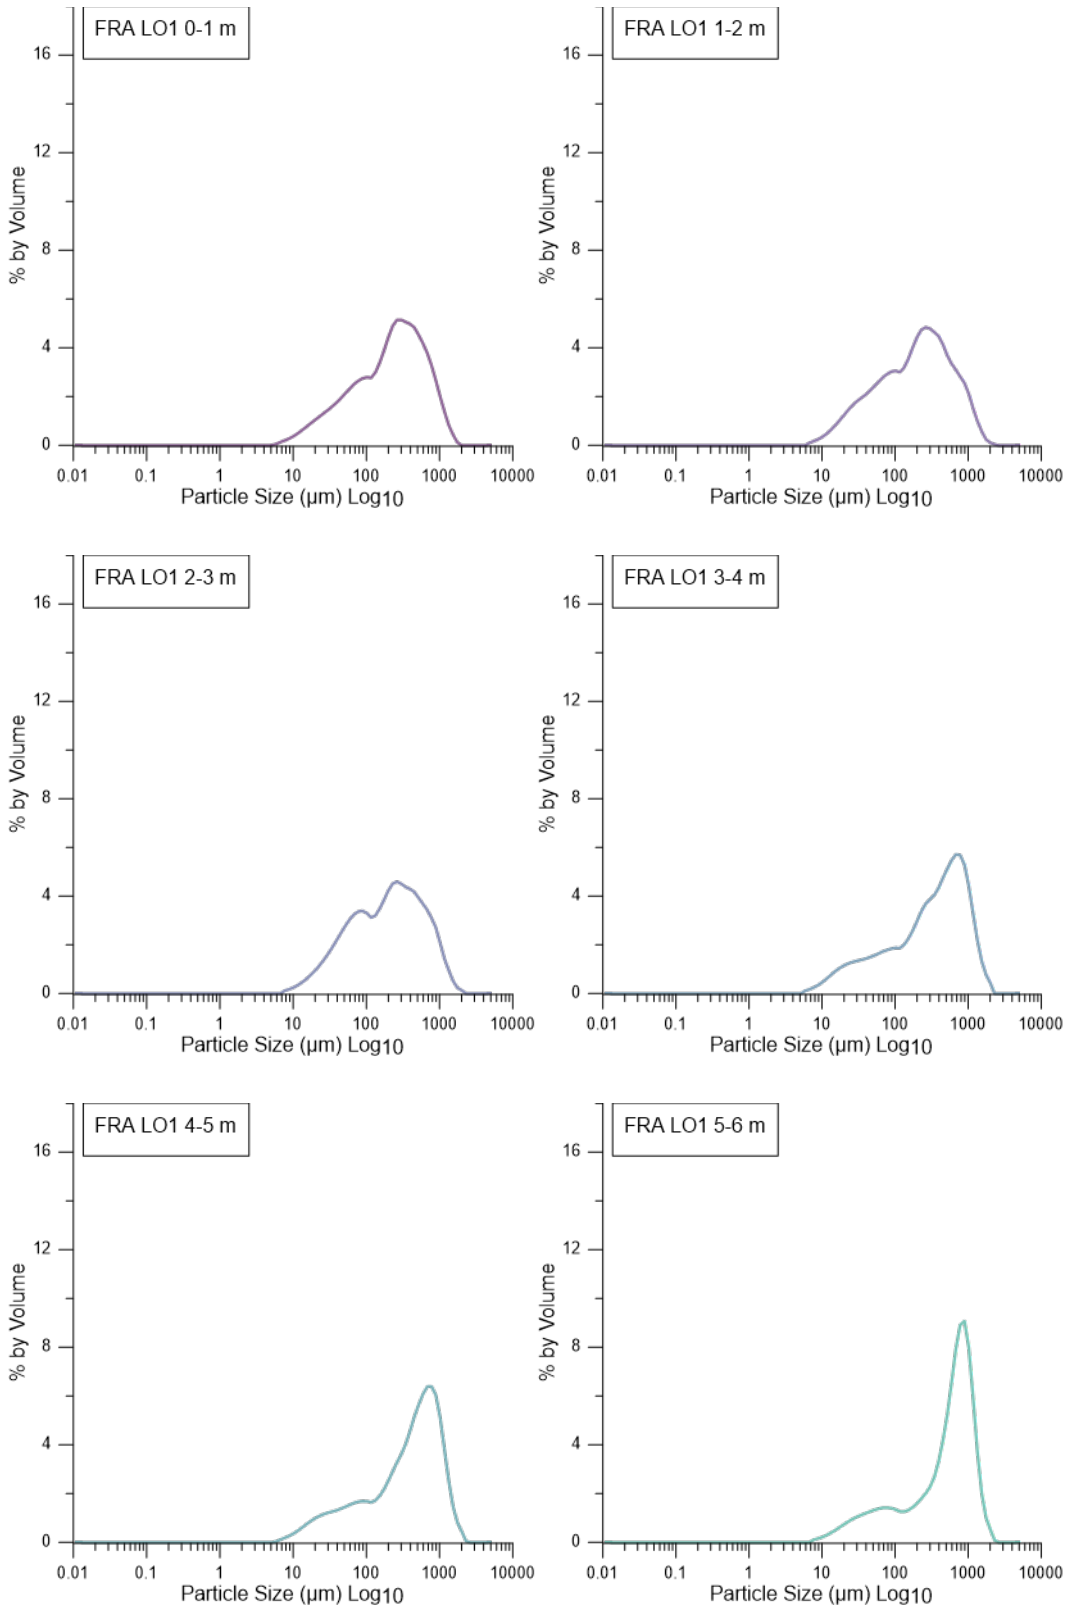 FRA LO1 0-1 m
16
12
8
4
0
% by Volume
0.01 0.1 1 10 100 1000 10000
Particle Size (µm) Log10
FRA LO1 1-2 m
16
12
8
4
0
% by Volume
0.01 0.1 1 10 100 1000 10000
Particle Size (µm) Log10
FRA LO1 2-3 m
16
12
8
4
0
% by Volume
0.01 0.1 1 10 100 1000 10000
Particle Size (µm) Log10
FRA LO1 3-4 m
16
12
8
4
0
% by Volume
0.01 0.1 1 10 100 1000 10000
Particle Size (µm) Log10
FRA LO1 4-5 m
16
12
8
4
0
% by Volume
0.01 0.1 1 10 100 1000 10000
Particle Size (µm) Log10
FRA LO1 5-6 m
16
12
8
4
0
% by Volume
0.01 0.1 1 10 100 1000 10000
Particle Size (µm) Log10